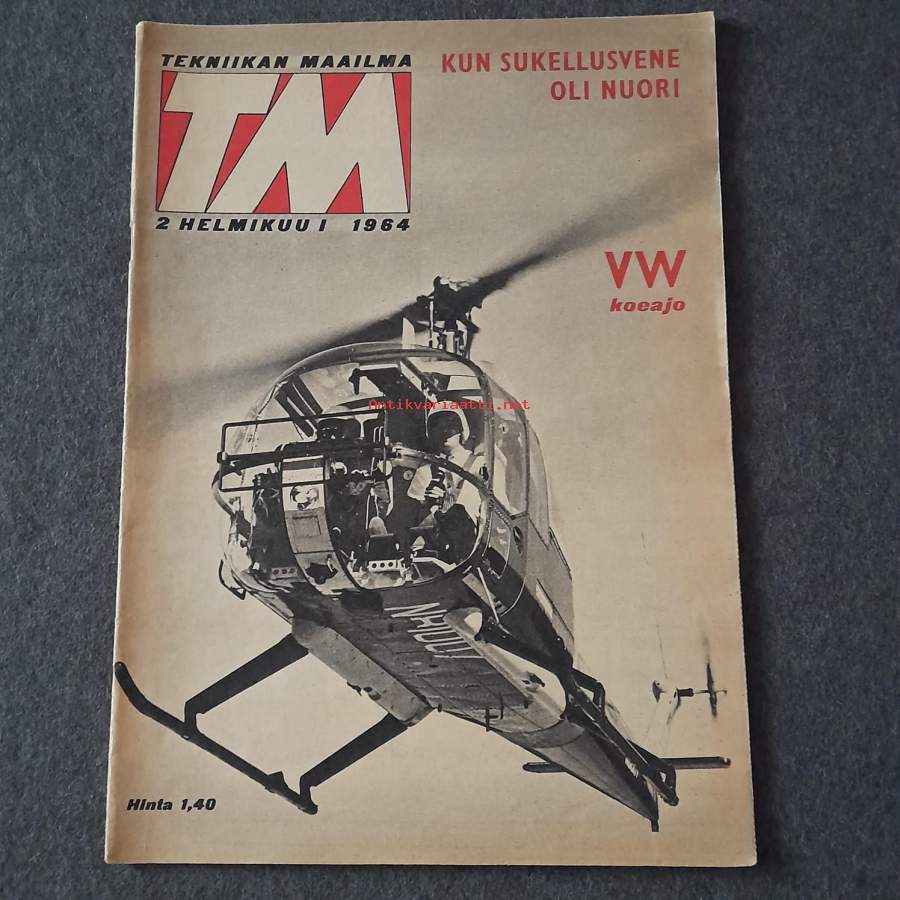 TEKNIIKAN MAAILMA
TM
2 HELMIKUU I 1964
KUN SUKELLUSVENE
OLI NUORI
VW
koeajo
Antikvariaatti.net
Hinta 1,40